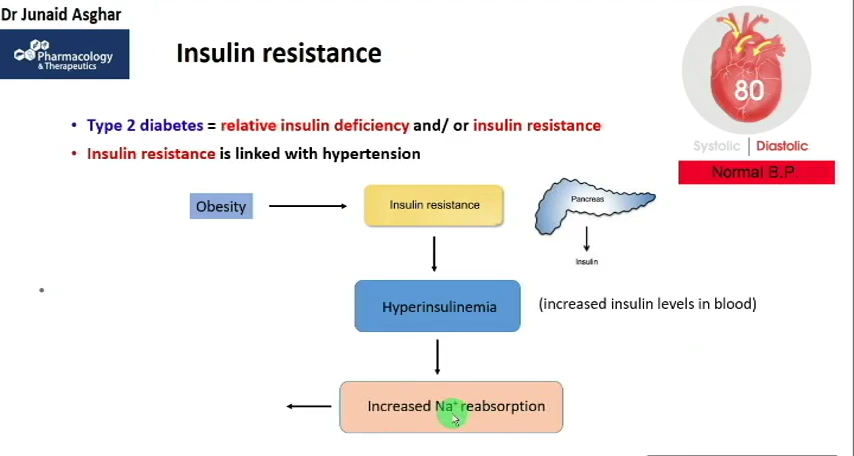 Dr Junaid Asghar
Pharmacology
& Therapeutics
Insulin resistance
80
Systolic | Diastolic
Normal B.P.
• Type 2 diabetes = relative insulin deficiency and/ or insulin resistance
• Insulin resistance is linked with hypertension
Obesity
Insulin resistance
Pancreas
Insulin
Hyperinsulinemia
(increased insulin levels in blood)
Increased Na⁺ reabsorption